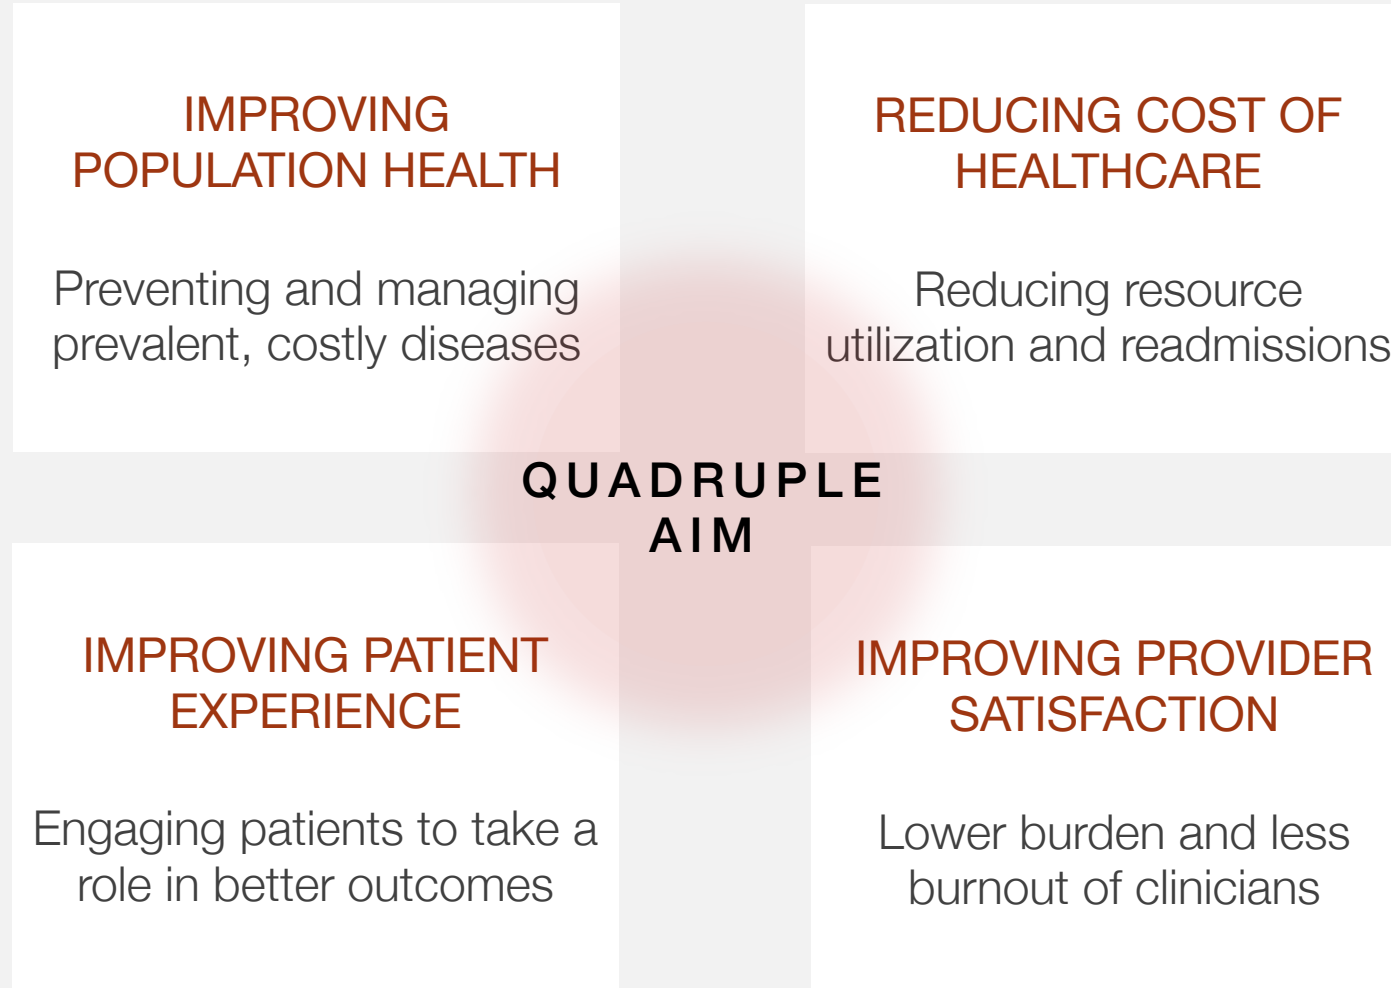 IMPROVING
POPULATION HEALTH
Preventing and managing
prevalent, costly diseases
REDUCING COST OF
HEALTHCARE
Reducing resource
utilization and readmissions
QUADRUPLE
AIM
IMPROVING PATIENT
EXPERIENCE
Engaging patients to take a
role in better outcomes
IMPROVING PROVIDER
SATISFACTION
Lower burden and less
burnout of clinicians